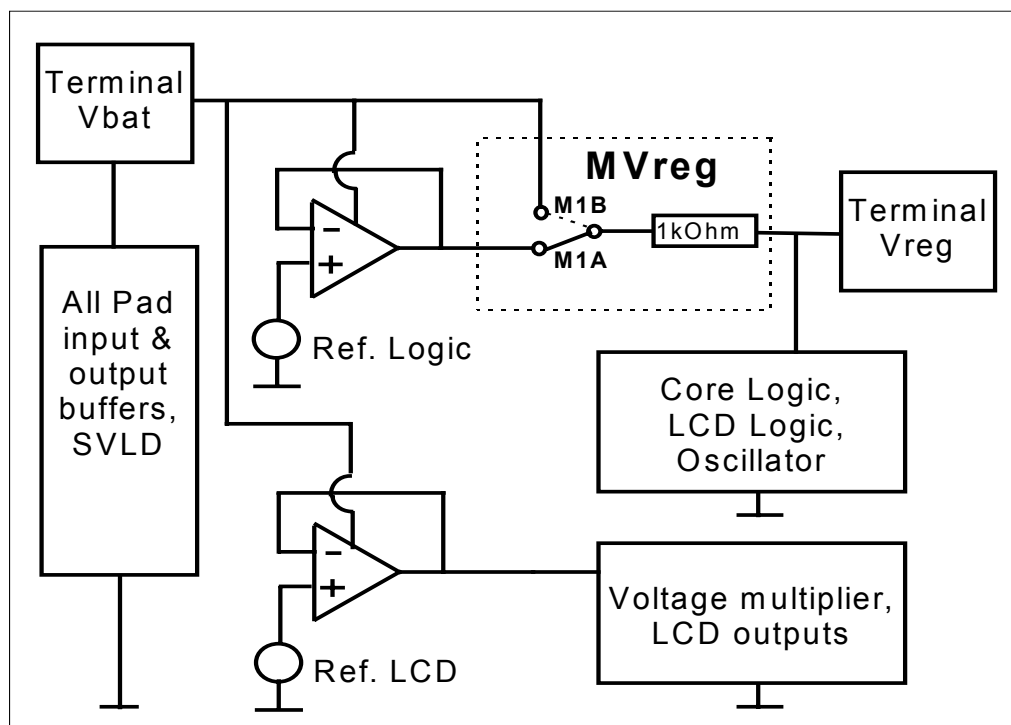 Terminal
Vbat
MVreg
M1B
M1A
1kOhm
Terminal
Vreg
All Pad
input &
output
buffers,
SVLD
−
+
Ref. Logic
Core Logic,
LCD Logic,
Oscillator
−
+
Ref. LCD
Voltage multiplier,
LCD outputs